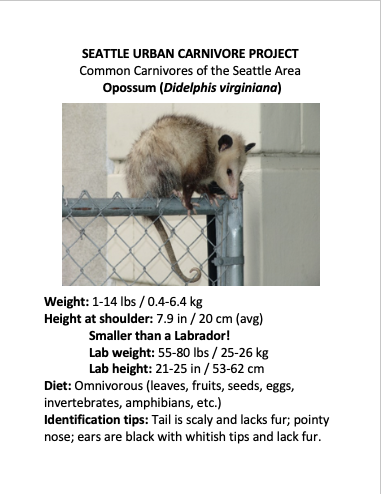 SEATTLE URBAN CARNIVORE PROJECT
Common Carnivores of the Seattle Area
Opossum (Didelphis virginiana)
Weight: 1-14 lbs / 0.4-6.4 kg
Height at shoulder: 7.9 in / 20 cm (avg)
Smaller than a Labrador!
Lab weight: 55-80 lbs / 25-26 kg
Lab height: 21-25 in / 53-62 cm
Diet: Omnivorous (leaves, fruits, seeds, eggs,
invertebrates, amphibians, etc.)
Identification tips: Tail is scaly and lacks fur; pointy
nose; ears are black with whitish tips and lack fur.